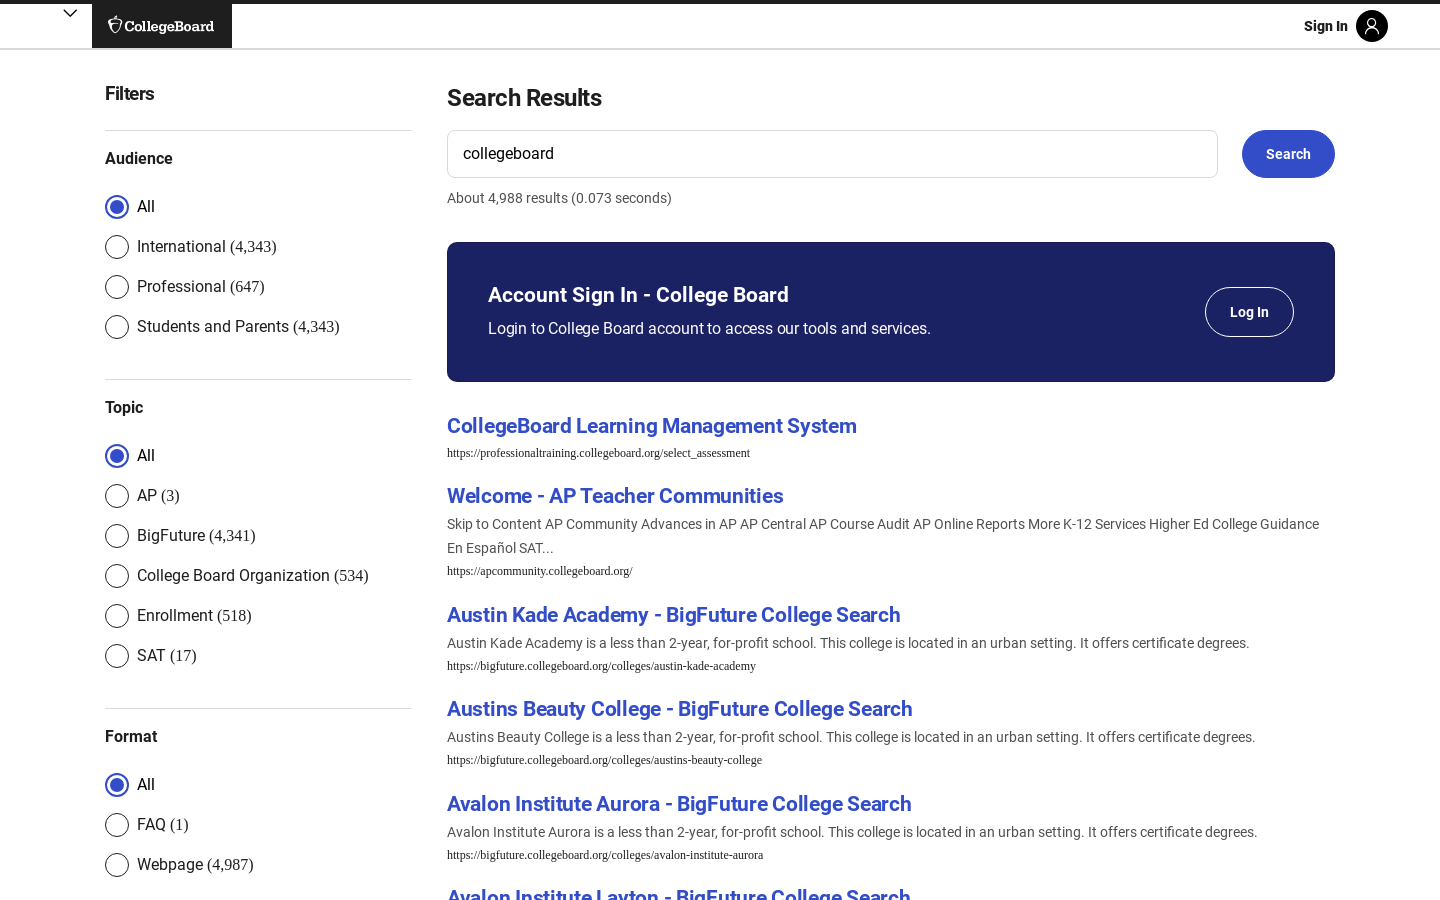 CollegeBoard
Sign In
Filters
Audience
All
International (4,343)
Professional (647)
Students and Parents (4,343)
Topic
All
AP (3)
BigFuture (4,341)
College Board Organization (534)
Enrollment (518)
SAT (17)
Format
All
FAQ (1)
Webpage (4,987)
Search Results
collegeboard
Search
About 4,988 results (0.073 seconds)
Account Sign In - College Board
Login to College Board account to access our tools and services.
Log In
CollegeBoard Learning Management System
https://professionaltraining.collegeboard.org/select_assessment
Welcome - AP Teacher Communities
Skip to Content AP Community Advances in AP AP Central AP Course Audit AP Online Reports More K-12 Services Higher Ed College Guidance
En Español SAT...
https://apcommunity.collegeboard.org/
Austin Kade Academy - BigFuture College Search
Austin Kade Academy is a less than 2-year, for-profit school. This college is located in an urban setting. It offers certificate degrees.
https://bigfuture.collegeboard.org/colleges/austin-kade-academy
Austins Beauty College - BigFuture College Search
Austins Beauty College is a less than 2-year, for-profit school. This college is located in an urban setting. It offers certificate degrees.
https://bigfuture.collegeboard.org/colleges/austins-beauty-college
Avalon Institute Aurora - BigFuture College Search
Avalon Institute Aurora is a less than 2-year, for-profit school. This college is located in an urban setting. It offers certificate degrees.
https://bigfuture.collegeboard.org/colleges/avalon-institute-aurora
Avalon Institute Layton - BigFuture College Search